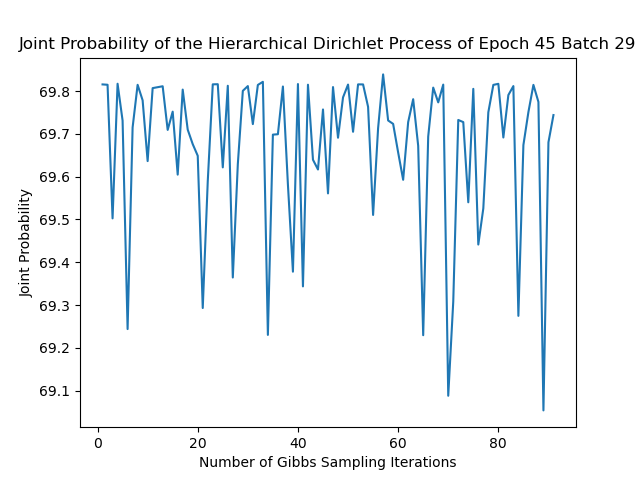 Joint Probability of the Hierarchical Dirichlet Process of Epoch 45 Batch 29
Joint Probability
69.8
69.7
69.6
69.5
69.4
69.3
69.2
69.1
0 20 40 60 80
Number of Gibbs Sampling Iterations